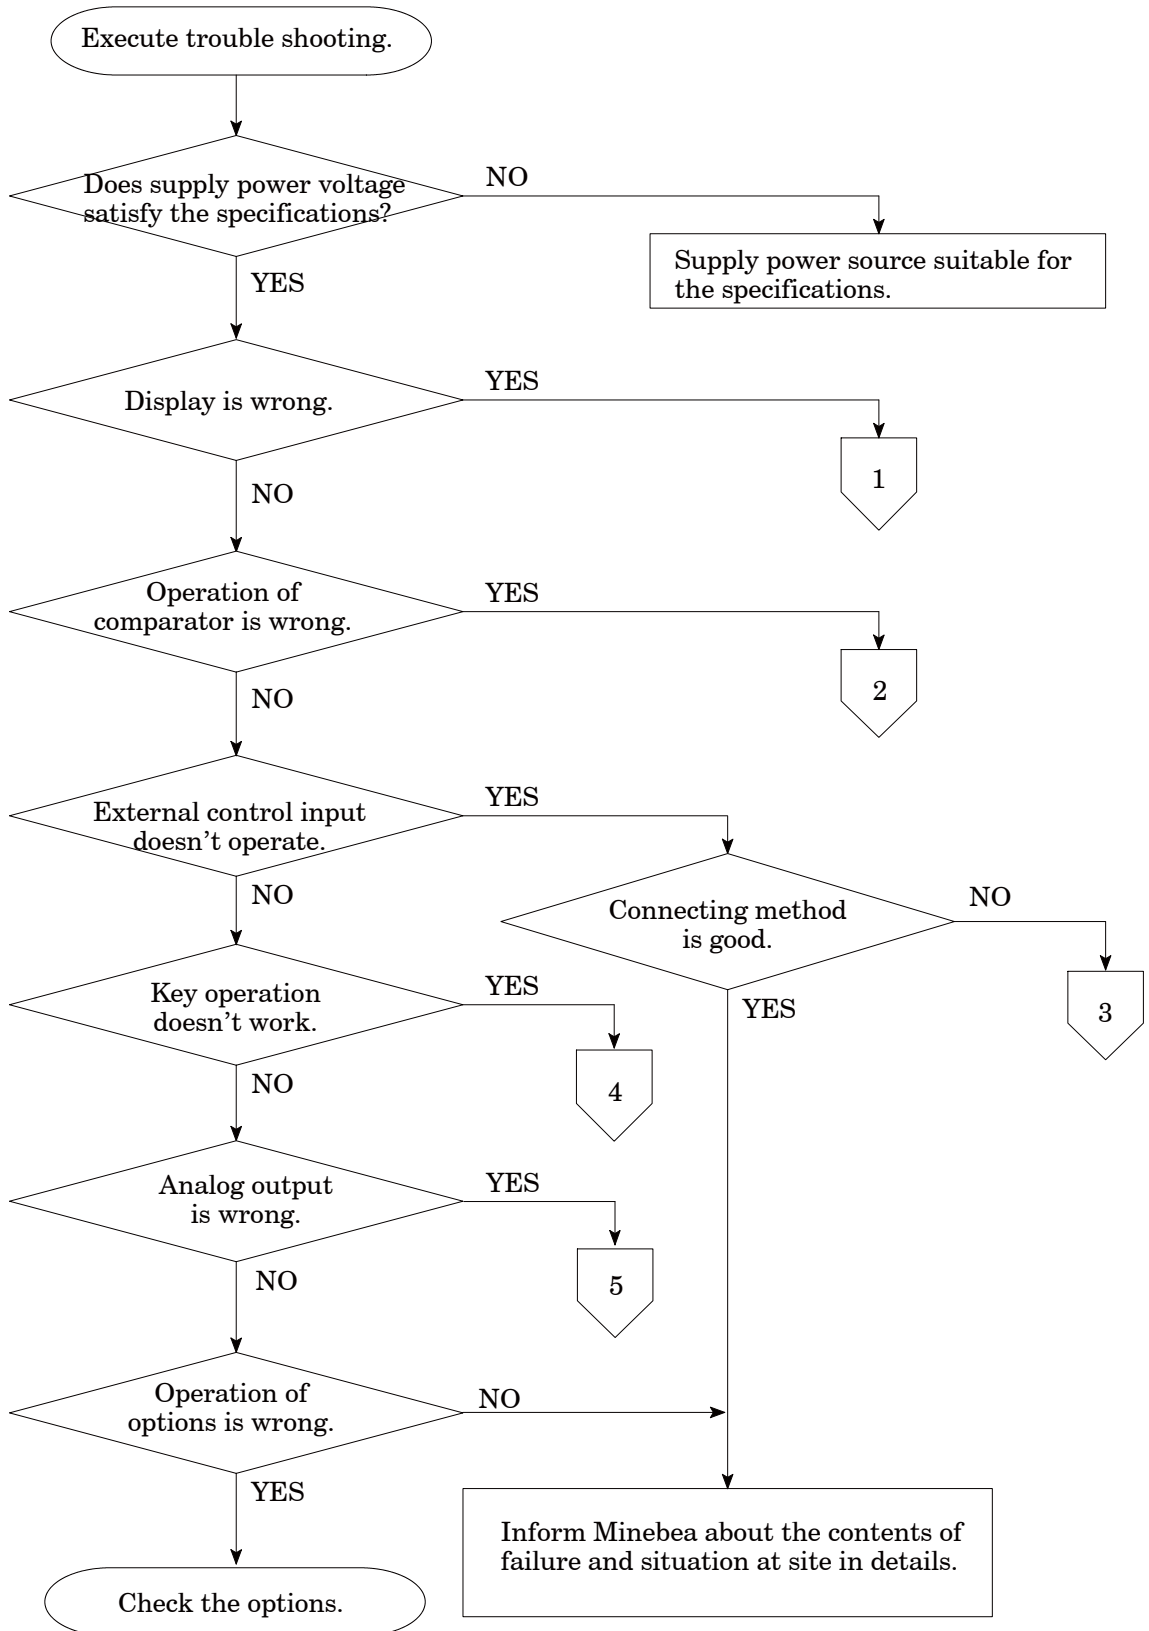 Execute trouble shooting.
Does supply power voltage
satisfy the specifications?
NO
Supply power source suitable for
the specifications.
YES
Display is wrong.
YES
1
NO
Operation of
comparator is wrong.
YES
2
NO
External control input
doesn't operate.
YES
Connecting method
is good.
NO
3
YES
NO
Key operation
doesn't work.
YES
4
NO
Analog output
is wrong.
YES
5
NO
Operation of
options is wrong.
NO
YES
Inform Minebea about the contents of
failure and situation at site in details.
Check the options.